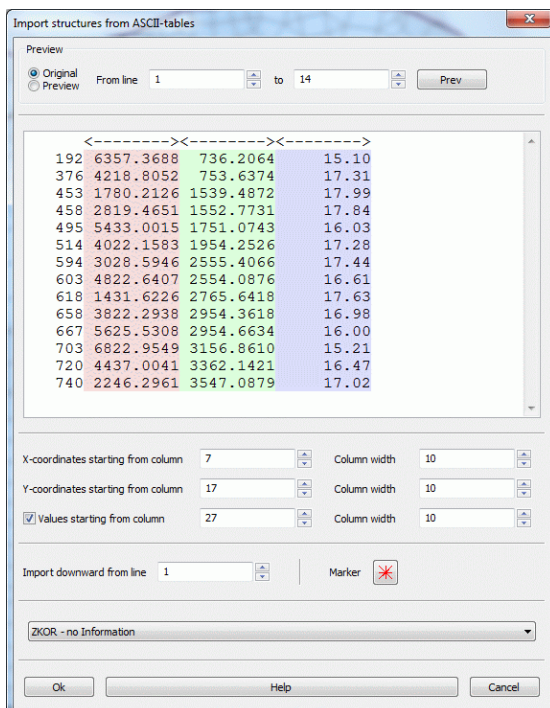 Import structures from ASCII-tables
Preview
Original
Preview
From line 1 to 14 Prev
<--------><--------><-------->
192 6357.3688 736.2064 15.10
376 4218.8052 753.6374 17.31
453 1780.2126 1539.4872 17.99
458 2819.4651 1552.7731 17.84
495 5433.0015 1751.0743 16.03
514 4022.1583 1954.2526 17.28
594 3028.5946 2555.4066 17.44
603 4822.6407 2554.0876 16.61
618 1431.6226 2765.6418 17.63
658 3822.2938 2954.3618 16.98
667 5625.5308 2954.6634 16.00
703 6822.9549 3156.8610 15.21
720 4437.0041 3362.1421 16.47
740 2246.2961 3547.0879 17.02
X-coordinates starting from column 7 Column width 10
Y-coordinates starting from column 17 Column width 10
Values starting from column 27 Column width 10
Import downward from line 1 Marker
ZKOR - no Information
Ok Help Cancel